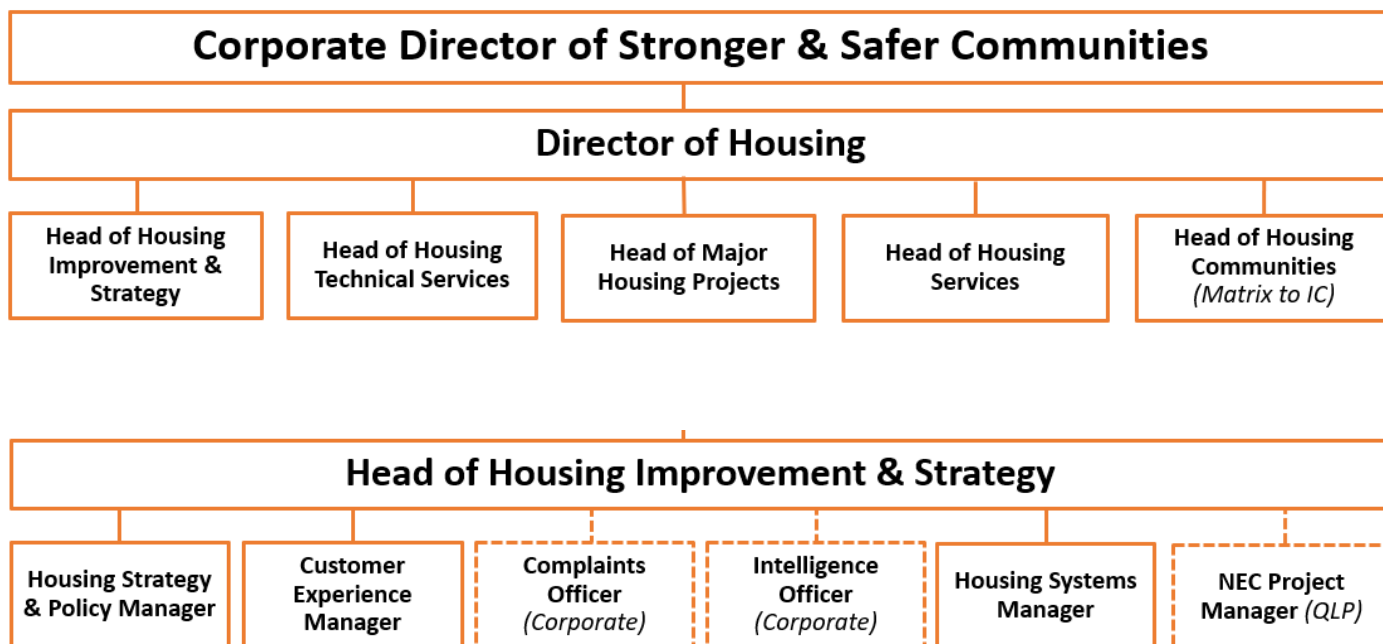 Corporate Director of Stronger & Safer Communities
Director of Housing
Head of Housing
Improvement &
Strategy
Head of Housing
Technical Services
Head of Major
Housing Projects
Head of Housing
Services
Head of Housing
Communities
(Matrix to IC)
Head of Housing Improvement & Strategy
Housing Strategy
& Policy Manager
Customer
Experience
Manager
Complaints
Officer
(Corporate)
Intelligence
Officer
(Corporate)
Housing Systems
Manager
NEC Project
Manager (QLP)